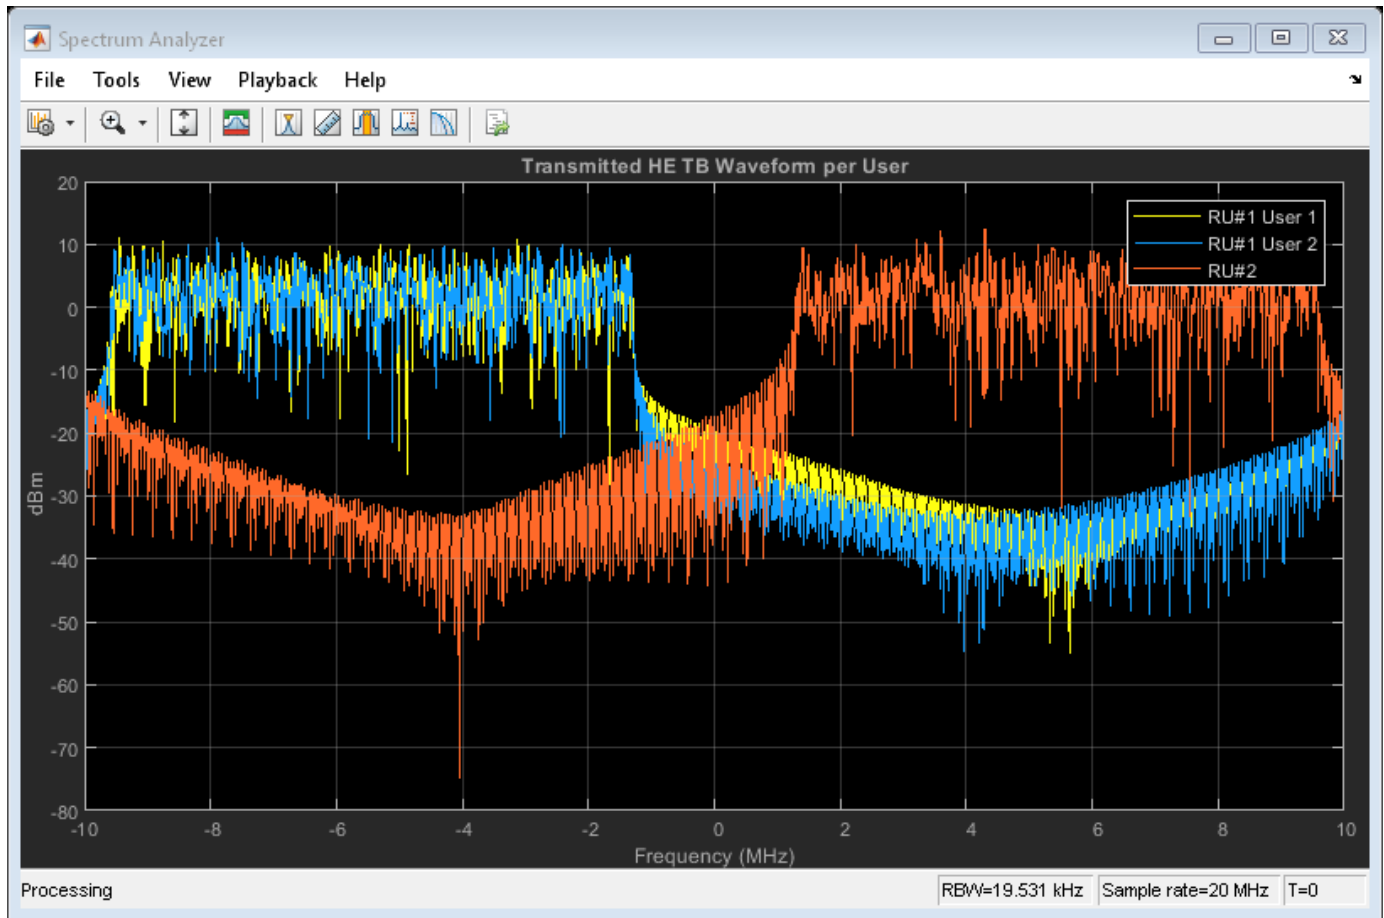 Spectrum Analyzer
File Tools View Playback Help
Transmitted HE TB Waveform per User
RU#1 User 1
RU#1 User 2
RU#2
20
10
0
-10
-20
-30
-40
-50
-60
-70
-80
dBm
-10 -8 -6 -4 -2 0 2 4 6 8 10
Frequency (MHz)
Processing RBW=19.531 kHz Sample rate=20 MHz T=0